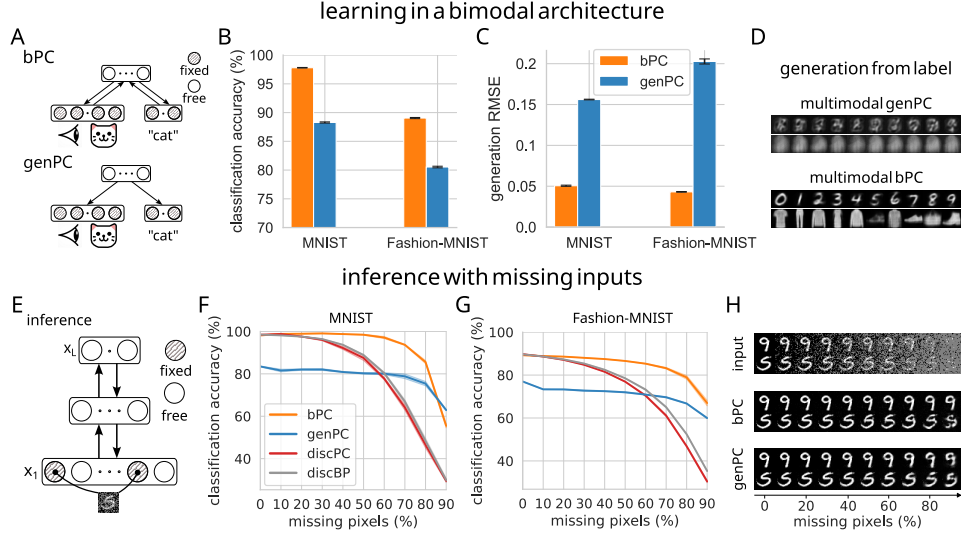 learning in a bimodal architecture
A
bPC
fixed
free
"cat"
genPC
"cat"
B
classification accuracy (%)
100
95
90
85
80
75
70
MNIST
Fashion-MNIST
C
generation RMSE
0.2
0.15
0.1
0.05
0.0
bPC
genPC
MNIST
Fashion-MNIST
D
generation from label
multimodal genPC
multimodal bPC
0 1 2 3 4 5 6 7 8 9
inference with missing inputs
E
inference
xL
fixed
free
x1
F
MNIST
classification accuracy (%)
100
80
60
40
bPC
genPC
discPC
discBP
0 10 20 30 40 50 60 70 80 90
missing pixels (%)
G
Fashion-MNIST
classification accuracy (%)
100
80
60
40
0 10 20 30 40 50 60 70 80 90
missing pixels (%)
H
input
bPC
genPC
0 20 40 60 80
missing pixels (%)